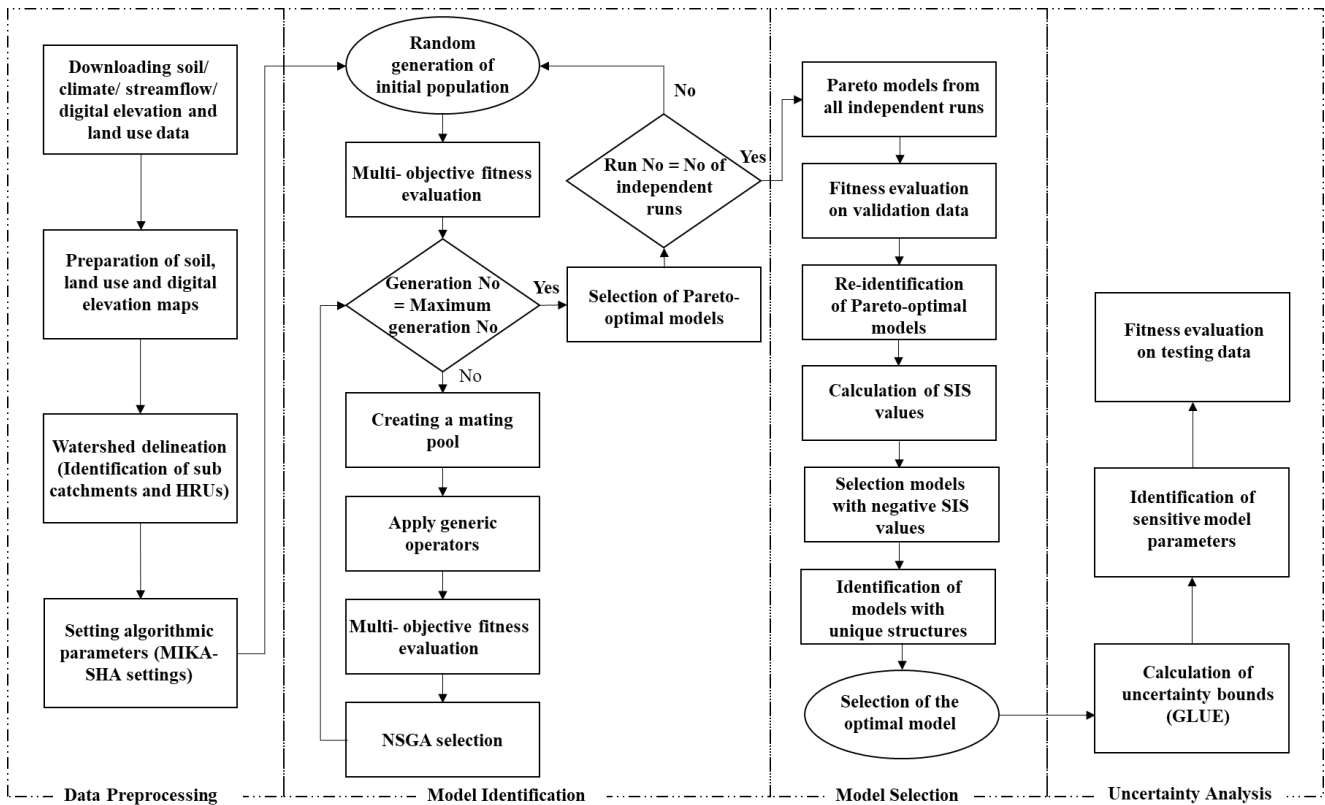 Downloading soil/
climate/ streamflow/
digital elevation and
land use data
Preparation of soil,
land use and digital
elevation maps
Watershed delineation
(Identification of sub
catchments and HRUs)
Setting algorithmic
parameters (MIKA-
SHA settings)
Data Preprocessing
Random
generation of
initial population
Multi- objective fitness
evaluation
Generation No
= Maximum
generation No
Yes
No
Creating a mating
pool
Apply generic
operators
Multi- objective fitness
evaluation
NSGA selection
Selection of Pareto-
optimal models
Run No = No of
independent
runs
No
Yes
Model Identification
Pareto models from
all independent runs
Fitness evaluation
on validation data
Re-identification
of Pareto-optimal
models
Calculation of SIS
values
Selection models
with negative SIS
values
Identification of
models with
unique structures
Selection of the
optimal model
Model Selection
Fitness evaluation
on testing data
Identification of
sensitive model
parameters
Calculation of
uncertainty bounds
(GLUE)
Uncertainty Analysis